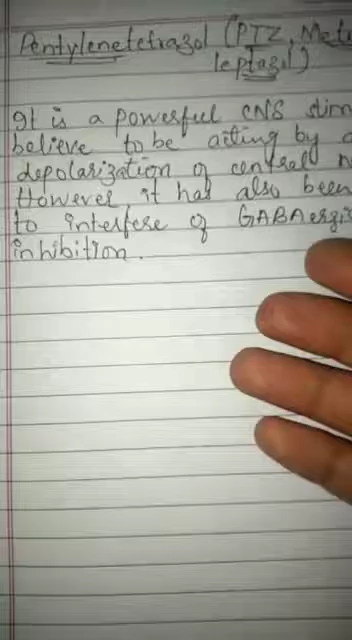 Pentylenetetrazol (PTZ, Met
leptazol)
It is a powerful CNS stim
believe to be acting by d
depolarization of central n
However, it has also been
to interfere of GABAergic
inhibition.